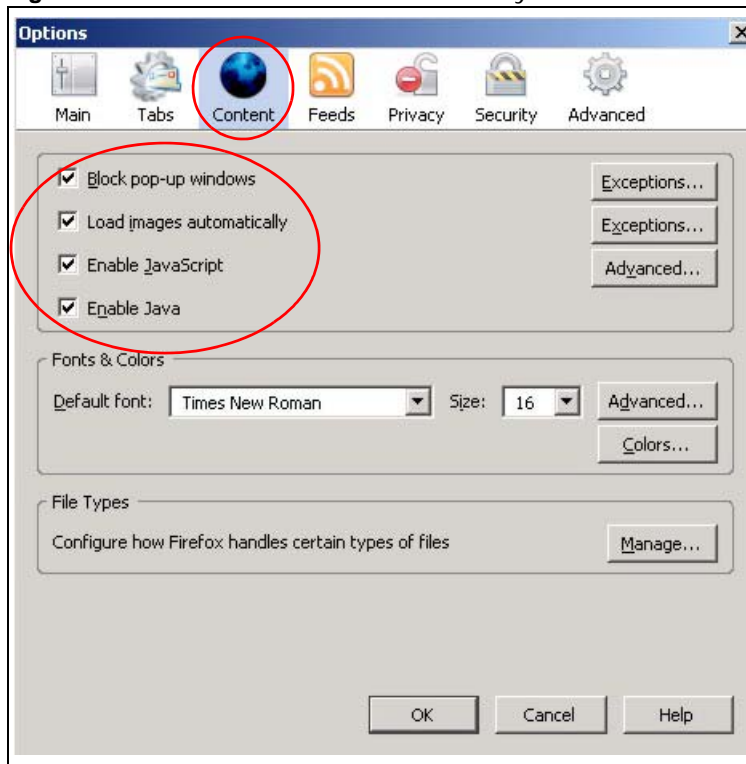 Options
Main Tabs Content Feeds Privacy Security Advanced
Block pop-up windows Exceptions...
Load images automatically Exceptions...
Enable JavaScript Advanced...
Enable Java
Fonts & Colors
Default font: Times New Roman Size: 16 Advanced...
Colors...
File Types
Configure how Firefox handles certain types of files Manage...
OK Cancel Help